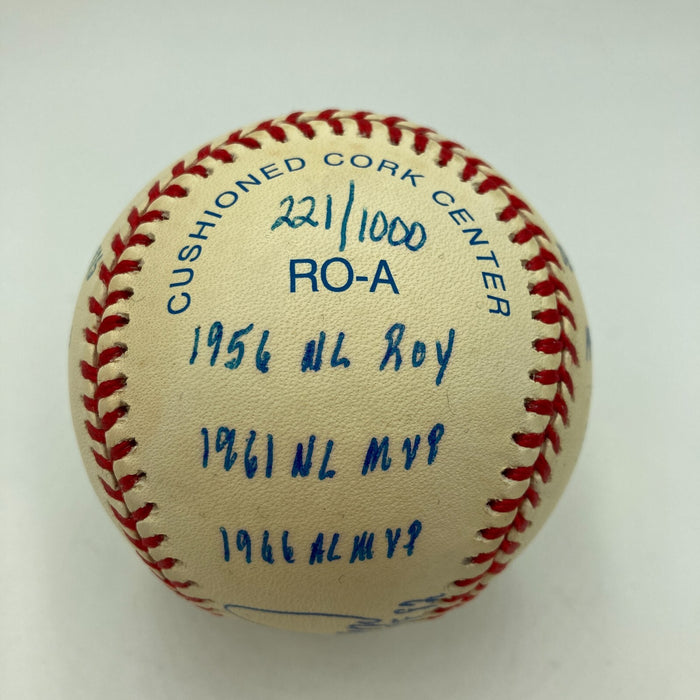 CUSHIONED CORK CENTER
221/1000
RO-A
1956 NL ROY
1961 NL MVP
1966 AL MVP